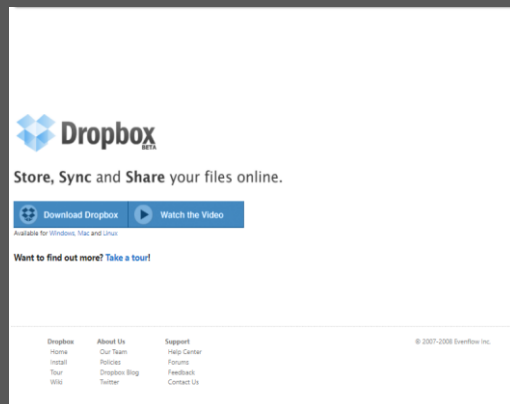 Dropbox
BETA
Store, Sync and Share your files online.
Download Dropbox Watch the Video
Available for Windows, Mac and Linux
Want to find out more? Take a tour!
Dropbox About Us Support © 2007-2008 Evenflow Inc.
Home Our Team Help Center
Install Policies Forums
Tour Dropbox Blog Feedback
Wiki Twitter Contact Us